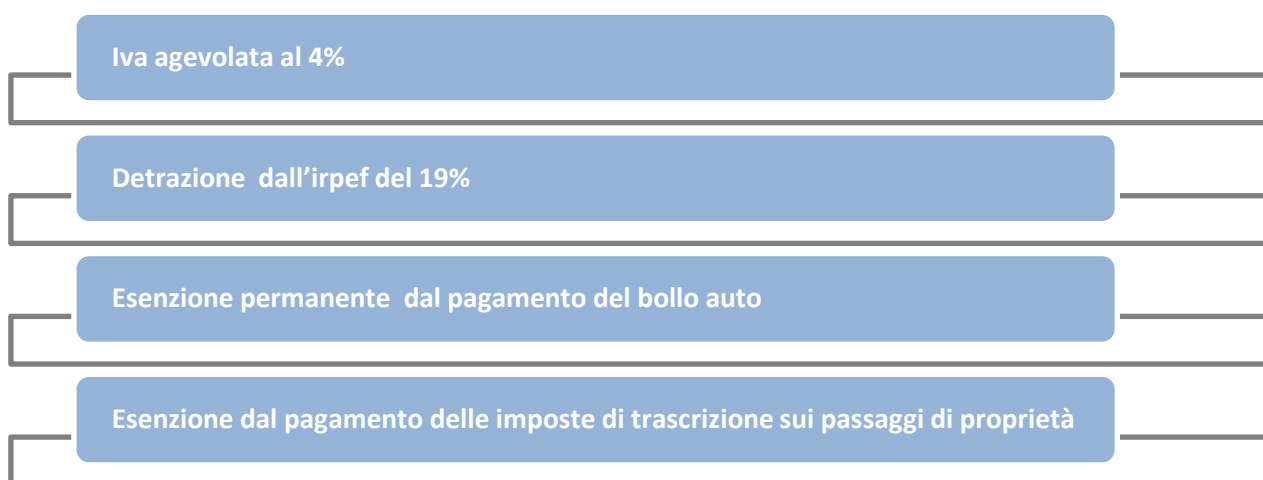 Iva agevolata al 4%
Detrazione  dall'irpef del 19%
Esenzione permanente  dal pagamento del bollo auto
Esenzione dal pagamento delle imposte di trascrizione sui passaggi di proprietà